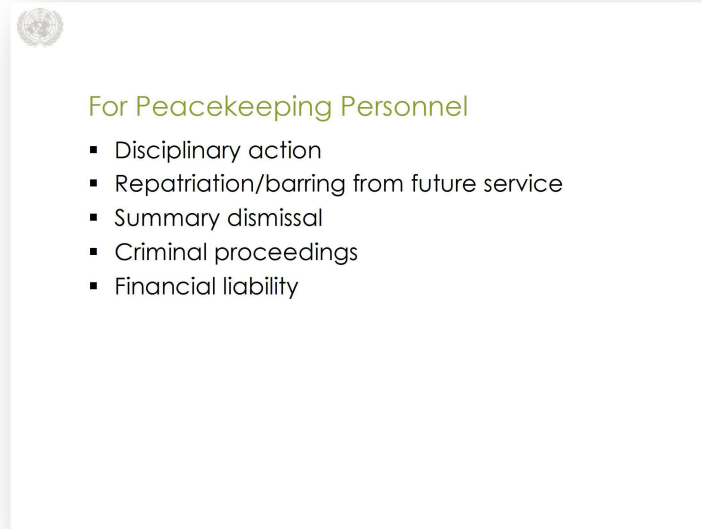 For Peacekeeping Personnel
▪ Disciplinary action
▪ Repatriation/barring from future service
▪ Summary dismissal
▪ Criminal proceedings
▪ Financial liability